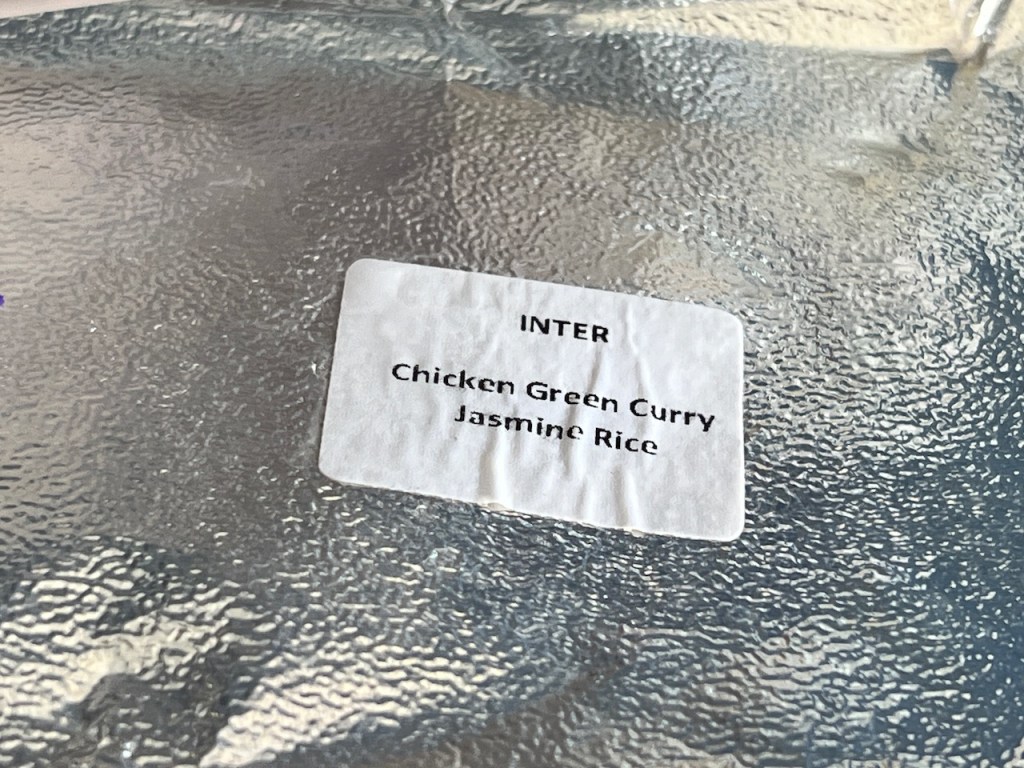 INTER
Chicken Green Curry
Jasmine Rice